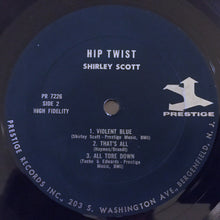 HIP TWIST
SHIRLEY SCOTT
PR 7226
SIDE 2
HIGH FIDELITY
PRESTIGE
1. VIOLENT BLUE
(Shirley Scott - Prestige Music, BMI)
2. THAT'S ALL
(Haymes/Brandt)
3. ALL TORE DOWN
(Tucke & Edwards - Prestige
Music, BMI)
PRESTIGE RECORDS INC., 203 S. WASHINGTON AVE., BERGENFIELD, N. J.